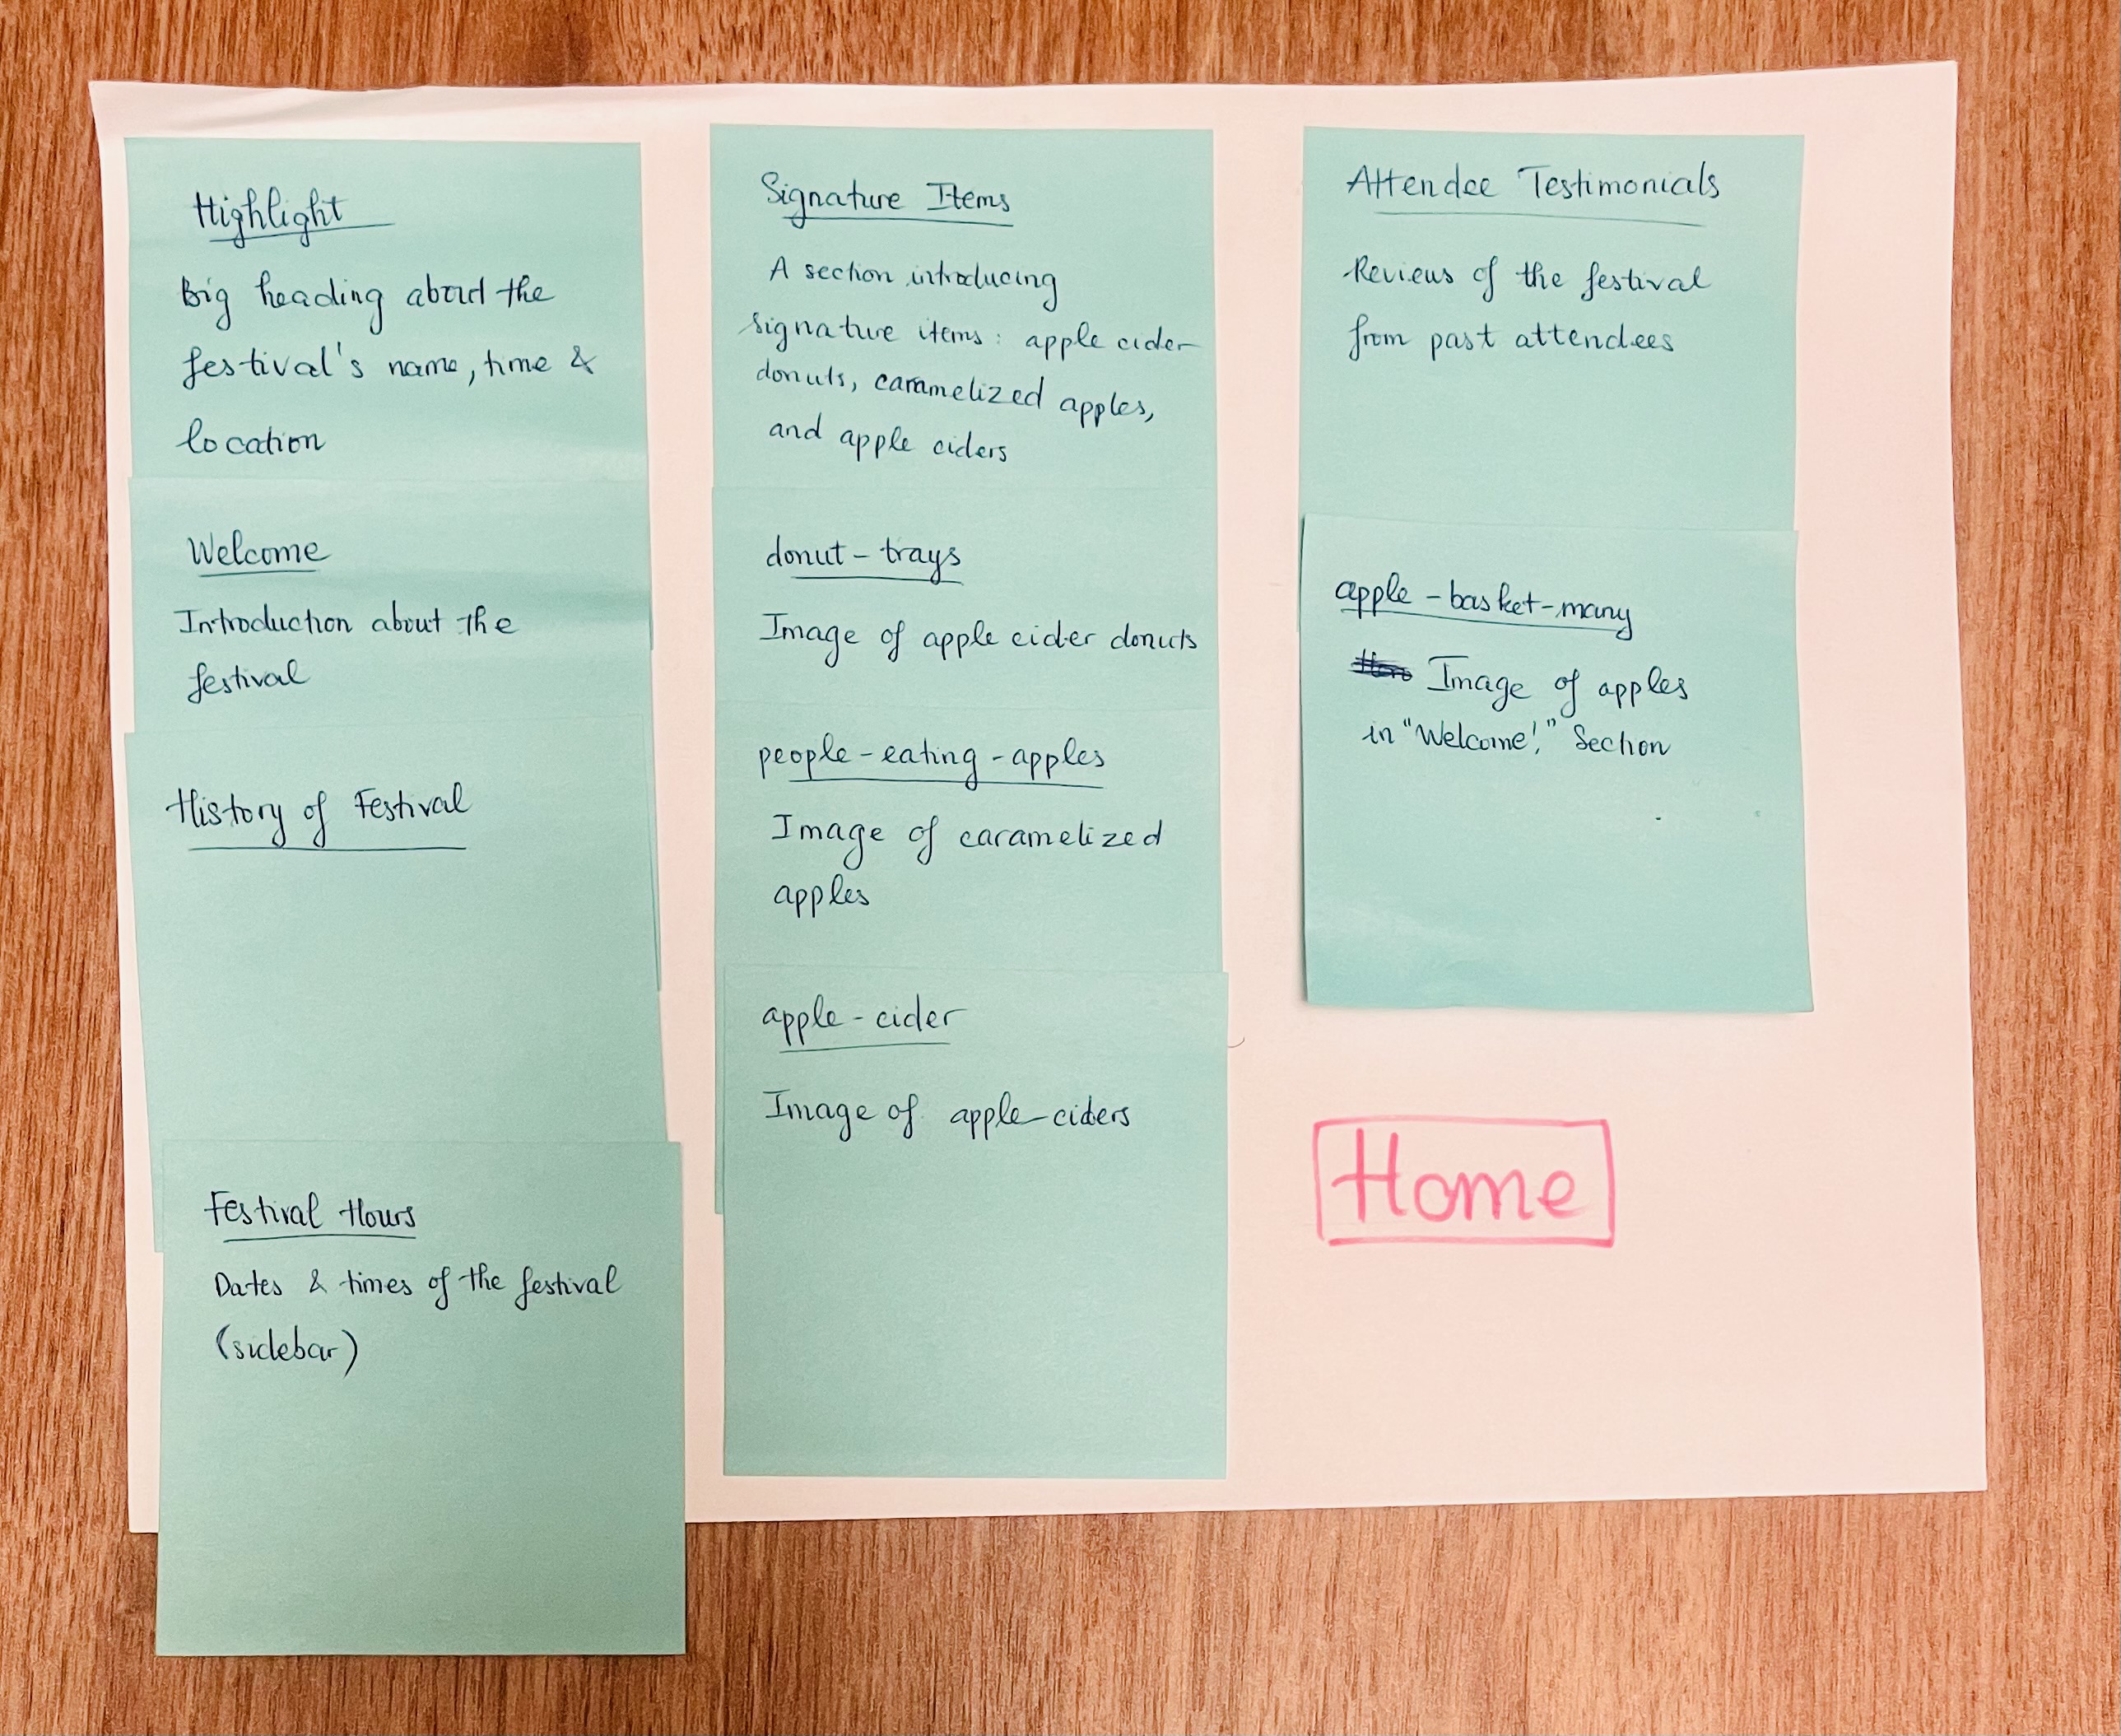 Highlight
Big heading about the
festival's name, time &
location
Welcome
Introduction about the
festival
History of Festival
Festival Hours
Dates & times of the festival
(sidebar)
Signature Items
A section introducing
signature items: apple cider
donuts, caramelized apples,
and apple ciders
donut-trays
Image of apple cider donuts
people-eating-apples
Image of caramelized
apples
apple-cider
Image of apple-ciders
Attendee Testimonials
Reviews of the festival
from past attendees
apple-basket-many
Image of apples
in "Welcome!" Section
Home